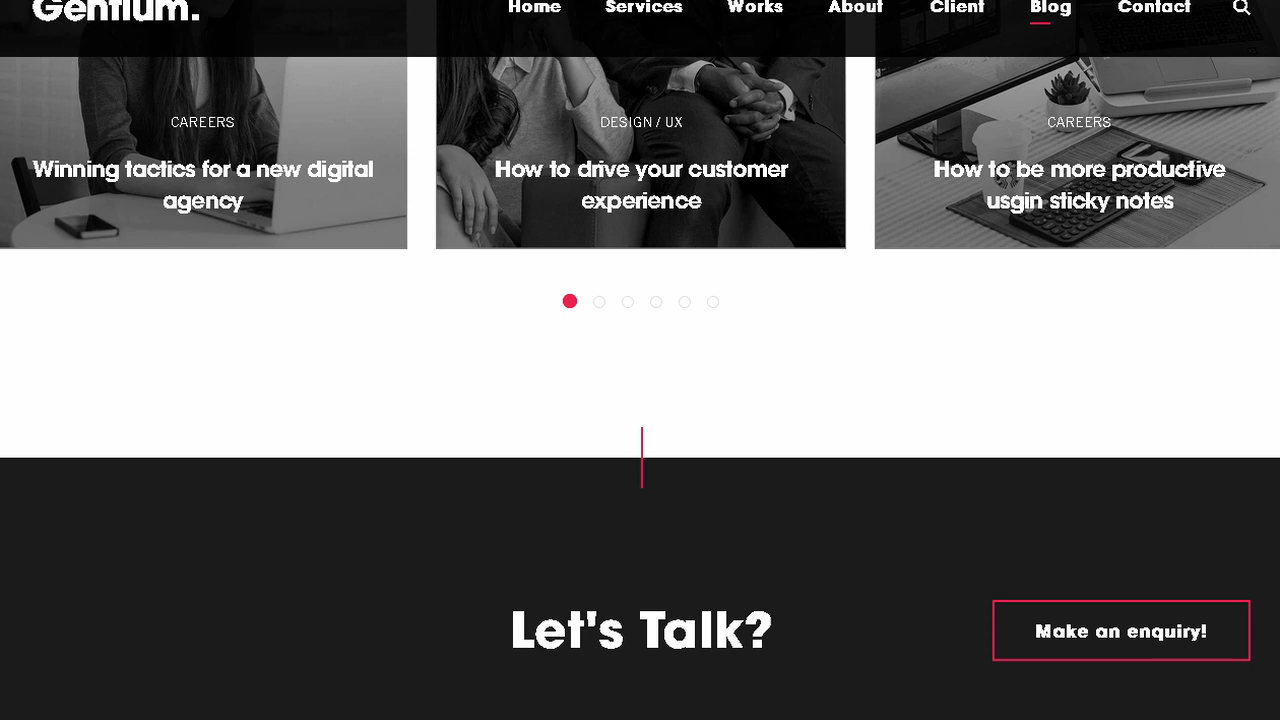 Gentium.
Home Services Works About Client Blog Contact
CAREERS
Winning tactics for a new digital
agency
DESIGN / UX
How to drive your customer
experience
CAREERS
How to be more productive
usgin sticky notes
Let's Talk?
Make an enquiry!